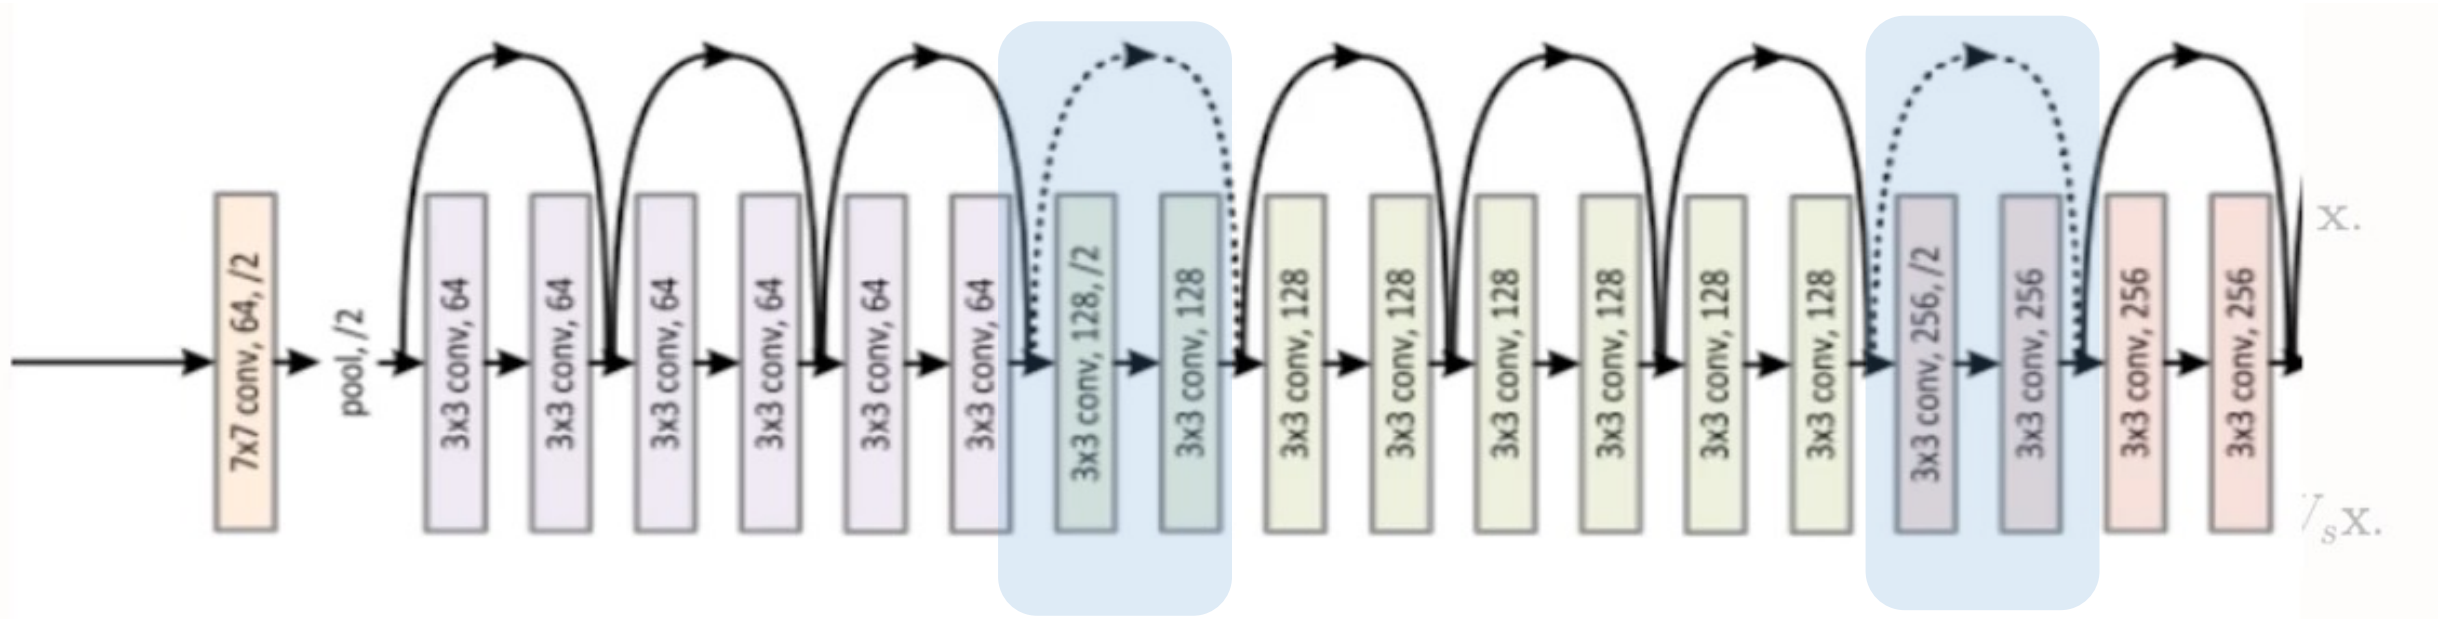 7x7 conv, 64, /2
pool, /2
3x3 conv, 64
3x3 conv, 64
3x3 conv, 64
3x3 conv, 64
3x3 conv, 64
3x3 conv, 64
3x3 conv, 128, /2
3x3 conv, 128
3x3 conv, 128
3x3 conv, 128
3x3 conv, 128
3x3 conv, 128
3x3 conv, 128
3x3 conv, 128
3x3 conv, 256, /2
3x3 conv, 256
3x3 conv, 256
3x3 conv, 256
x.